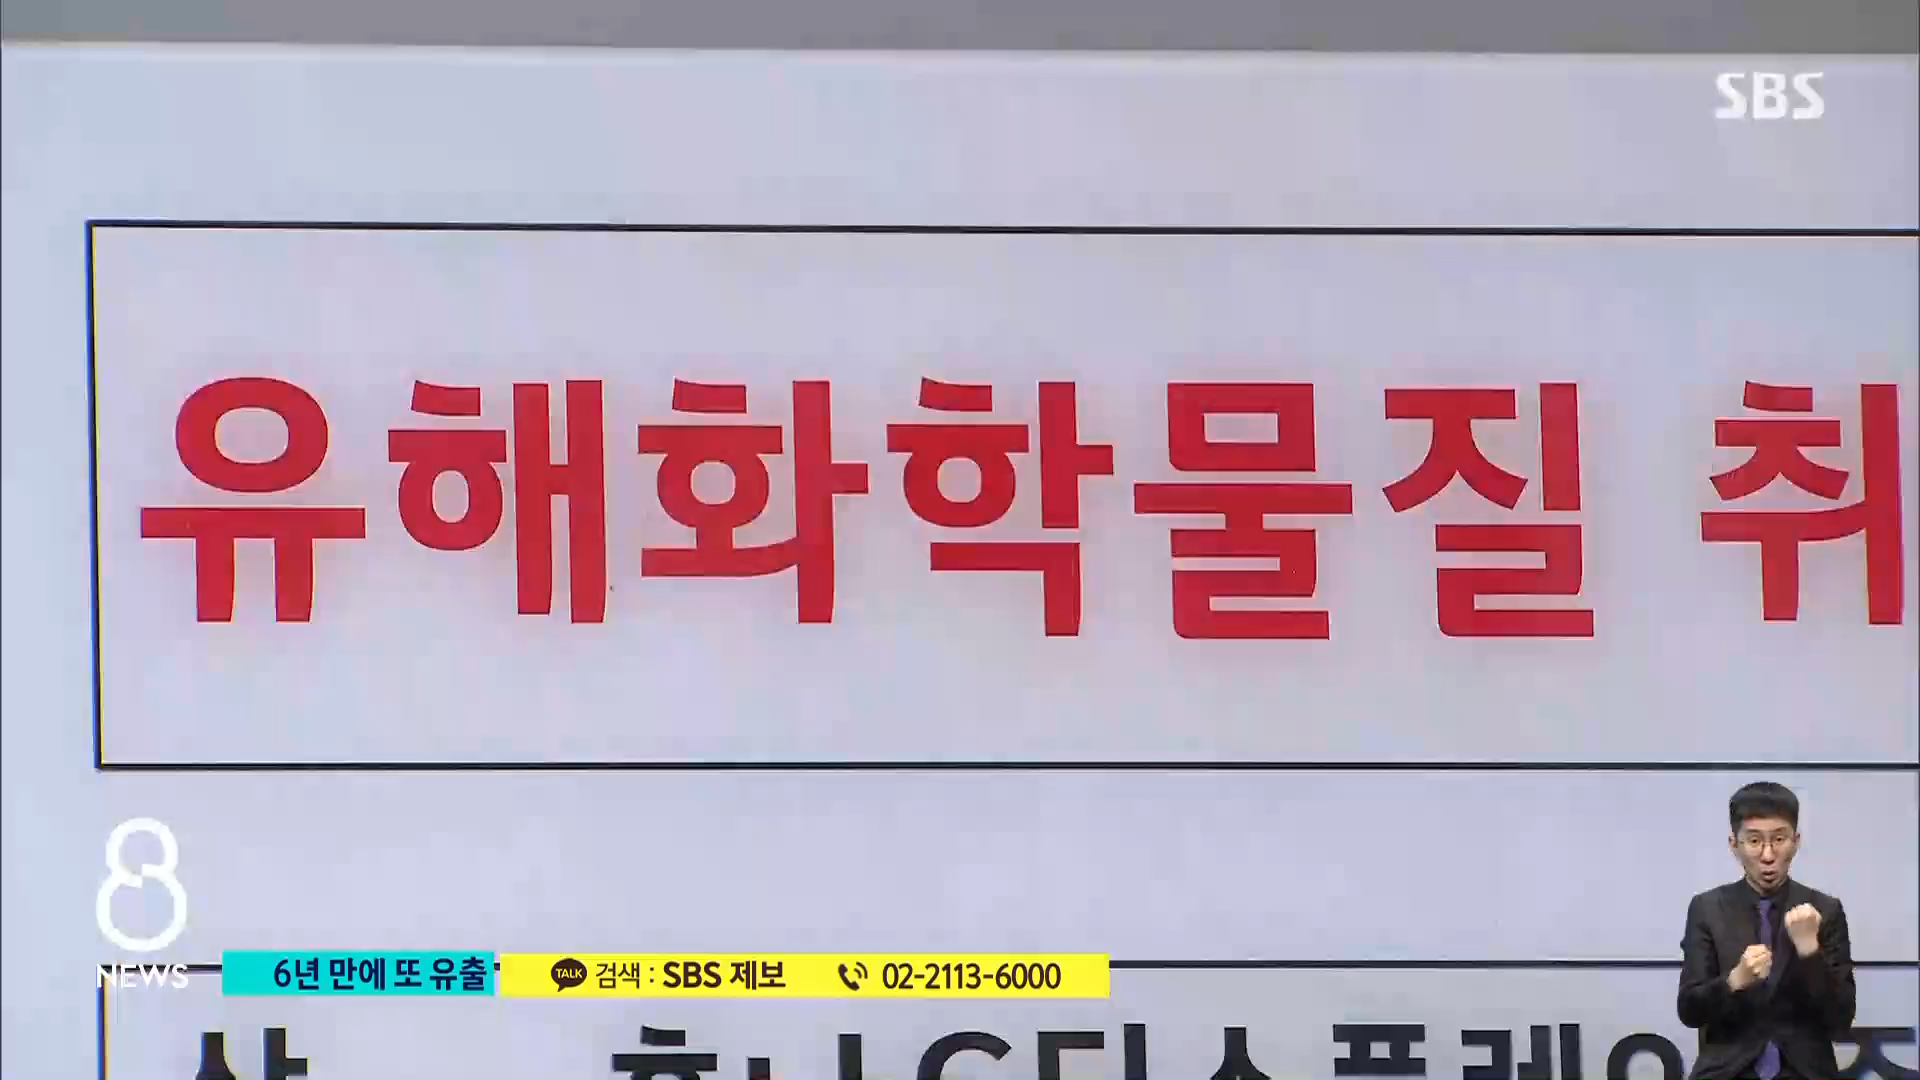 SBS
유해화학물질 취
8
NEWS
6년 만에 또 유출
TALK 검색 : SBS 제보 02-2113-6000